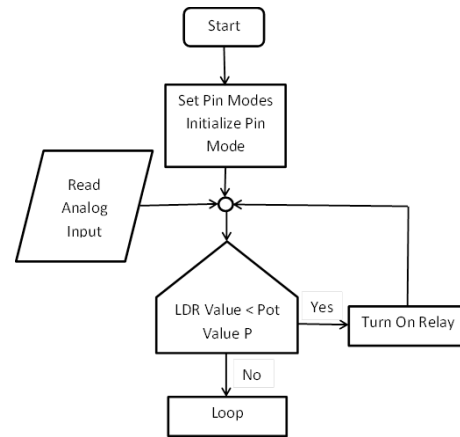 Start
Set Pin Modes
Initialize Pin
Mode
Read
Analog
Input
LDR Value < Pot
Value P
Yes
Turn On Relay
No
Loop